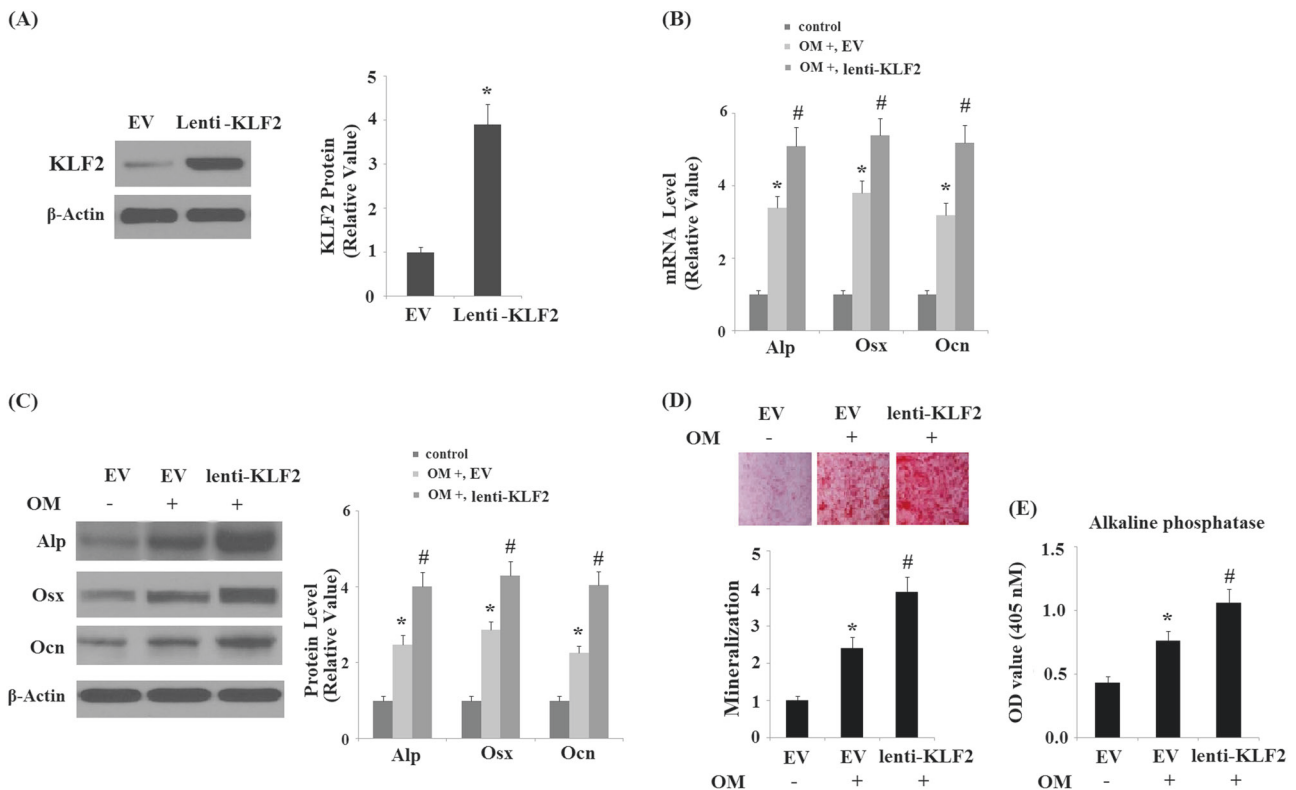 (A)
EV Lenti-KLF2
KLF2
β-Actin
KLF2 Protein
(Relative Value)
5
4
3
2
1
0
*
EV Lenti-KLF2
(B)
control
OM +, EV
OM +, lenti-KLF2
mRNA Level
(Relative Value)
6
4
2
0
* # * # * #
Alp Osx Ocn
(C)
EV EV lenti-KLF2
OM - + +
Alp
Osx
Ocn
β-Actin
control
OM +, EV
OM +, lenti-KLF2
Protein Level
(Relative Value)
6
4
2
0
* # * # * #
Alp Osx Ocn
(D)
EV EV lenti-KLF2
OM - + +
Mineralization
5
4
3
2
1
0
* #
EV EV lenti-KLF2
OM - + +
(E)
Alkaline phosphatase
OD value (405 nM)
1.5
1.0
0.5
0.0
* #
EV EV lenti-KLF2
OM - + +